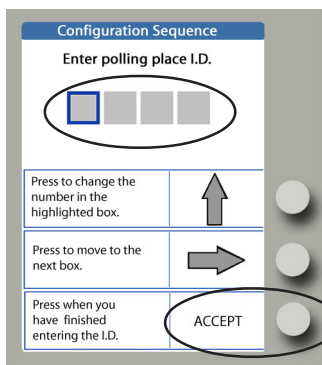 Configuration Sequence
Enter polling place I.D.
Press to change the
number in the
highlighted box.
Press to move to the
next box.
Press when you
have finished
entering the I.D.
ACCEPT